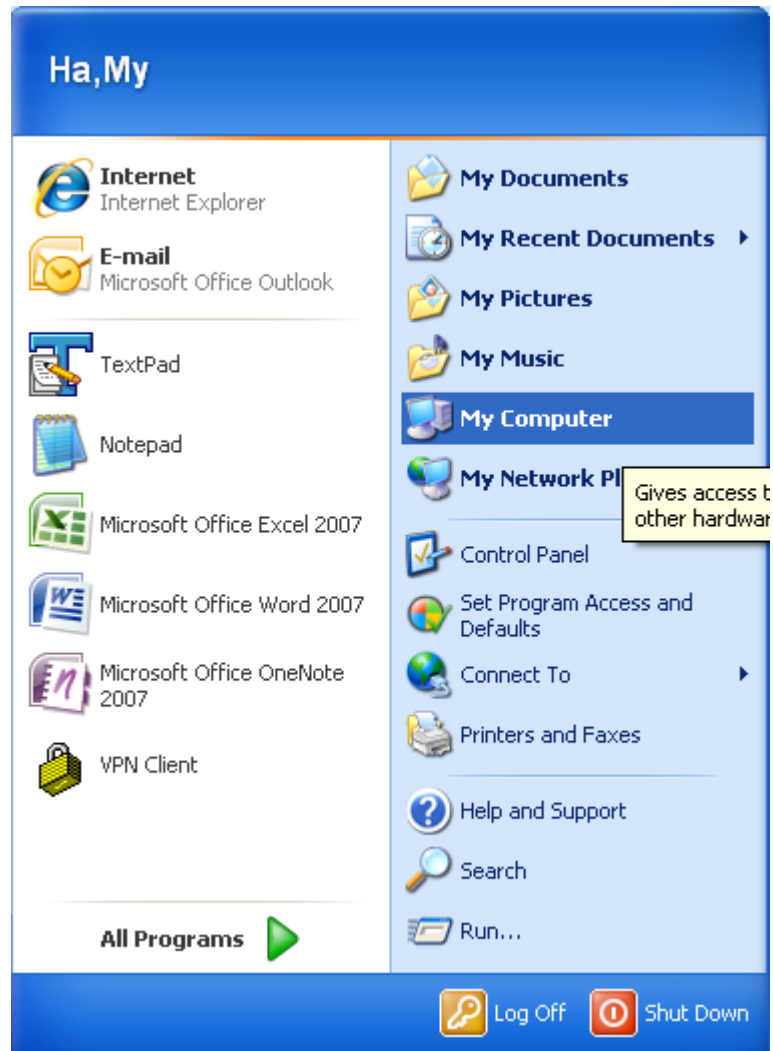 Ha,My
Internet
Internet Explorer
E-mail
Microsoft Office Outlook
TextPad
Notepad
Microsoft Office Excel 2007
Microsoft Office Word 2007
Microsoft Office OneNote
2007
VPN Client
All Programs
My Documents
My Recent Documents
My Pictures
My Music
My Computer
My Network Pl
Gives access t
other hardwar
Control Panel
Set Program Access and
Defaults
Connect To
Printers and Faxes
Help and Support
Search
Run...
Log Off
Shut Down